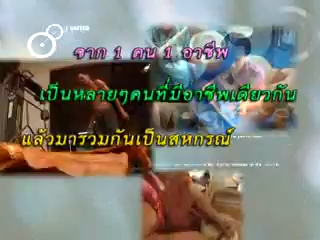 จาก 1 คน 1 อาชีพ
เป็นหลายๆคนที่มีอาชีพเดียวกัน
แล้วมารวมกันเป็นสหกรณ์